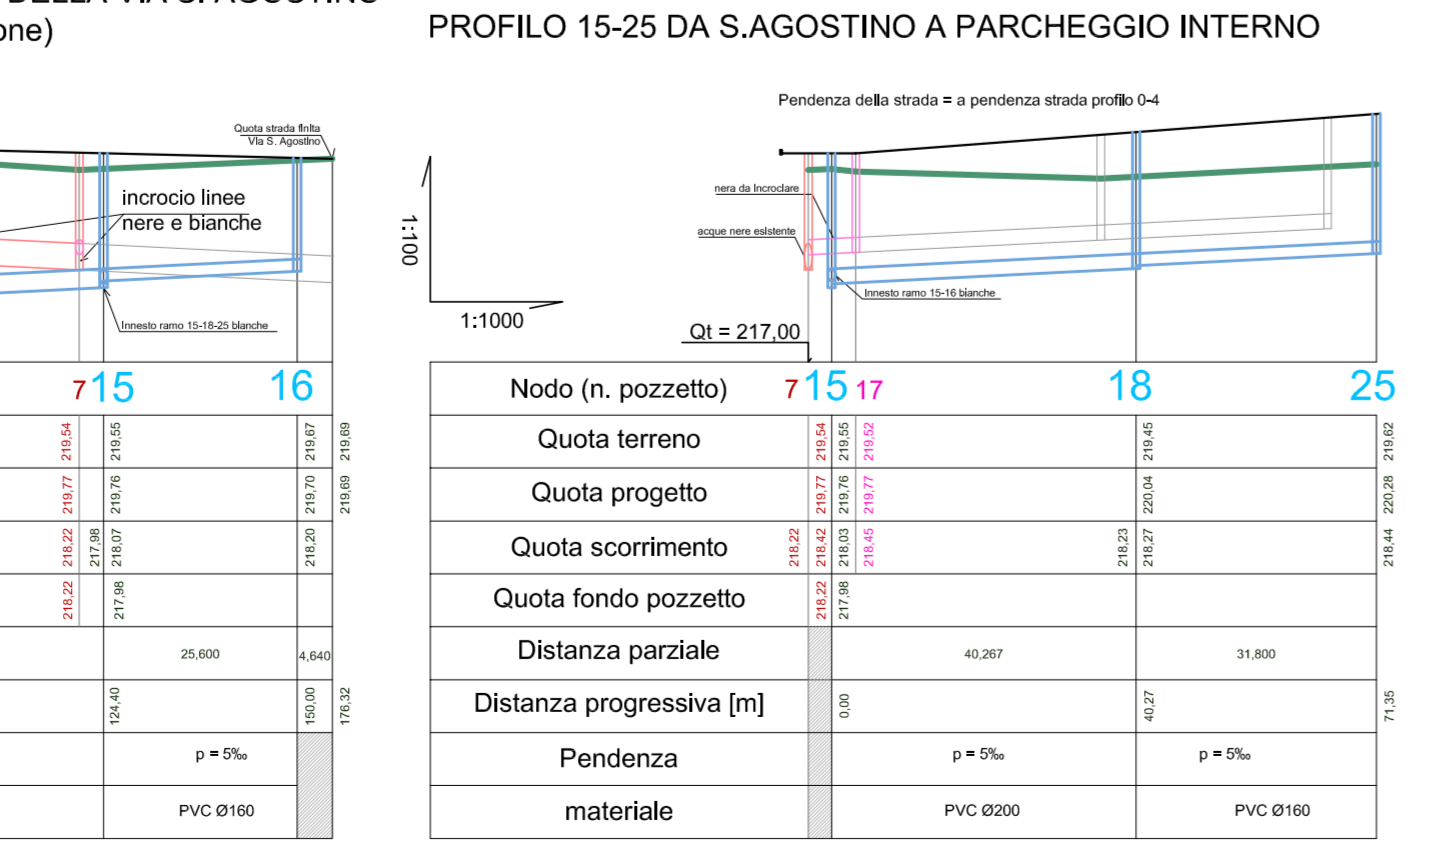 DELLA VIA S. AGOSTINO
one)
PROFILO 15-25 DA S.AGOSTINO A PARCHEGGIO INTERNO
Quota strada finita
Via S. Agostino
incrocio linee
nere e bianche
Innesto ramo 15-18-25 bianche
1:100
1:1000
Pendenza della strada = a pendenza strada profilo 0-4
nera da incrociare
acque nere esistente
Innesto ramo 15-16 bianche
Qt = 217,00
7 15 16
219,54 219,55 219,67 219,69
219,77 219,76 219,70 219,69
218,22 217,98 218,07 218,20
218,22 217,98
25,600 4,640
124,40 150,00 176,32
p = 5‰
PVC Ø160
Nodo (n. pozzetto) 7 15 17 18 25
Quota terreno 219,54 219,55 219,52 219,45 219,62
Quota progetto 219,77 219,76 219,77 220,04 220,28
Quota scorrimento 218,22 218,42 218,03 218,45 218,23 218,27 218,44
Quota fondo pozzetto 218,22 217,98
Distanza parziale 40,267 31,800
Distanza progressiva [m] 0,00 40,27 71,35
Pendenza p = 5‰ p = 5‰
materiale PVC Ø200 PVC Ø160